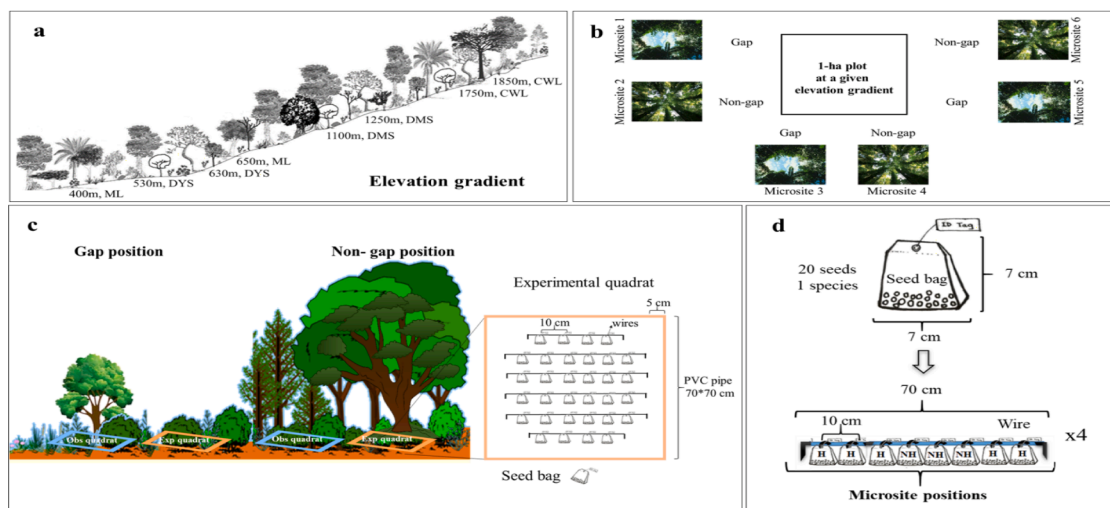 a
1850m, CWL
1750m, CWL
1250m, DMS
1100m, DMS
650m, ML
630m, DYS
530m, DYS
400m, ML
Elevation gradient
b
Microsite 1
Gap
Microsite 2
Non-gap
1-ha plot
at a given
elevation gradient
Non-gap
Microsite 6
Gap
Microsite 5
Gap
Non-gap
Microsite 3
Microsite 4
c
Gap position
Non- gap position
Experimental quadrat
5 cm
10 cm
wires
PVC pipe
70*70 cm
Obs quadrat
Exp quadrat
Obs quadrat
Exp quadrat
Seed bag
d
ID Tag
20 seeds
1 species
Seed bag
7 cm
7 cm
70 cm
10 cm
Wire
x4
H H H NH NH NH H H
Microsite positions